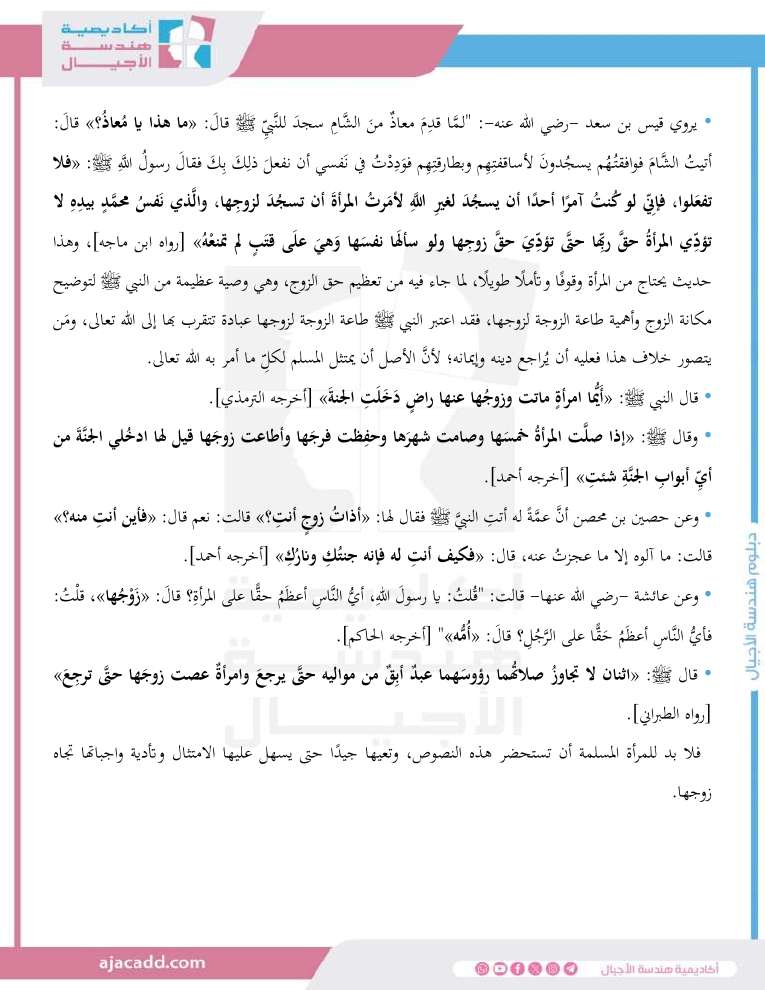 أكاديمية
هندسة
الأجيال
• يروي قيس بن سعد -رضي الله عنه-: "لمَّا قدِمَ معاذٌ منَ الشَّامِ سجدَ للنَّبيِّ ﷺ قالَ: «ما هذا يا مُعاذُ؟» قالَ:
أتيتُ الشَّامَ فوافقتُهُم يسجُدونَ لأساقفتِهِم وبطارقتِهِم فودِدْتُ في نَفسي أن نفعلَ ذلِكَ بِكَ فقالَ رسولُ اللهِ ﷺ: «فلا
تفعَلوا، فإنِّي لو كُنتُ آمرًا أحدًا أن يسجُدَ لغيرِ اللَّهِ لأمَرتُ المرأةَ أن تسجُدَ لزوجِها، والَّذي نَفسُ محمَّدٍ بيدِهِ لا
تؤدِّي المرأةُ حقَّ ربِّها حتَّى تؤدِّيَ حقَّ زوجِها ولو سألَها نفسَها وَهيَ علَى قتَبٍ لم تمنعْهُ» [رواه ابن ماجه]، وهذا
حديث يحتاج من المرأة وقوفًا وتأملًا طويلًا، لما جاء فيه من تعظيم حق الزوج، وهي وصية عظيمة من النبي ﷺ لتوضيح
مكانة الزوج وأهمية طاعة الزوجة لزوجها، فقد اعتبر النبي ﷺ طاعة الزوجة لزوجها عبادة تتقرب بها إلى الله تعالى، ومَن
يتصور خلاف هذا فعليه أن يُراجع دينه وإيمانه؛ لأنَّ الأصل أن يمتثل المسلم لكلِّ ما أمر به الله تعالى.
• قال النبي ﷺ: «أيُّما امرأةٍ ماتت وزوجُها عنها راضٍ دَخَلَتِ الجنةَ» [أخرجه الترمذي].
• وقال ﷺ: «إذا صلَّت المرأةُ خمسَها وصامت شهرَها وحفِظت فرجَها وأطاعت زوجَها قيل لها ادخُلي الجنَّةَ من
أيِّ أبوابِ الجنَّةِ شئتِ» [أخرجه أحمد].
• وعن حصين بن محصن أنَّ عمَّةً له أتتِ النبيَّ ﷺ فقال لها: «أذاتُ زوجٍ أنتِ؟» قالت: نعم قال: «فأين أنتِ منه؟»
قالت: ما آلوه إلا ما عجزتُ عنه، قال: «فكيف أنتِ له فإنه جنتُكِ ونارُكِ» [أخرجه أحمد].
• وعن عائشة -رضي الله عنها- قالت: "قُلتُ: يا رسولَ اللهِ، أيُّ النَّاسِ أعظَمُ حقًّا على المرأةِ؟ قالَ: «زَوْجُها»، قلْتُ:
فأيُّ النَّاسِ أعظمُ حَقًّا على الرَّجُلِ؟ قالَ: «أُمُّه»" [أخرجه الحاكم].
• قال ﷺ: «اثنان لا تجاوزُ صلاتُهما رؤوسَهما عبدٌ أبِقٌ من مواليه حتَّى يرجعَ وامرأةٌ عصت زوجَها حتَّى ترجِعَ»
[رواه الطبراني].
فلا بد للمرأة المسلمة أن تستحضر هذه النصوص، وتعيها جيدًا حتى يسهل عليها الامتثال وتأدية واجباتها تجاه
زوجها.
دبلوم هندسة الأجيال
أكاديمية
هندسة
الأجيال
ajacadd.com
أكاديمية هندسة الأجيال